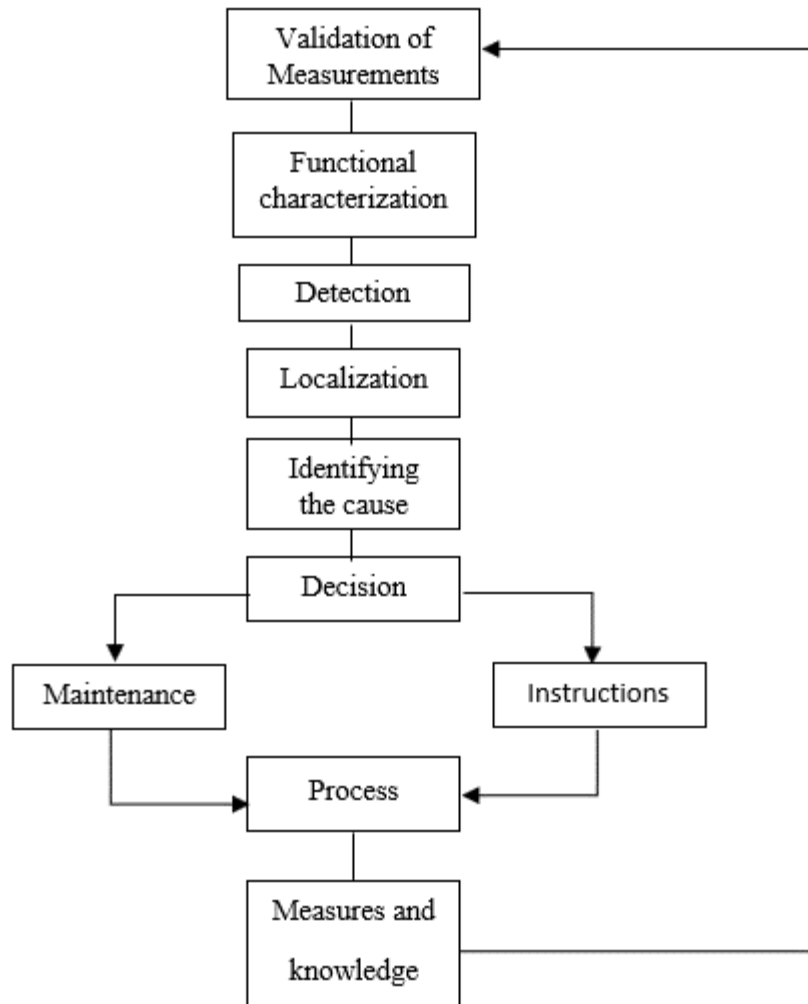 Validation of
Measurements
Functional
characterization
Detection
Localization
Identifying
the cause
Decision
Maintenance
Instructions
Process
Measures and
knowledge